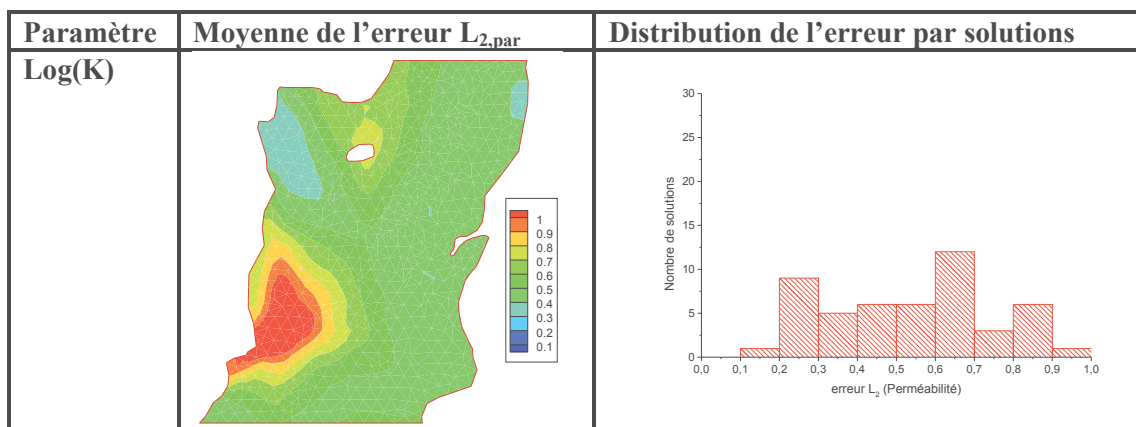 Paramètre
Moyenne de l'erreur L2,par
Distribution de l'erreur par solutions
Log(K)
1
0.9
0.8
0.7
0.6
0.5
0.4
0.3
0.2
0.1
Nombre de solutions
30
25
20
15
10
5
0
0,0 0,1 0,2 0,3 0,4 0,5 0,6 0,7 0,8 0,9 1,0
erreur L2 (Perméabilité)